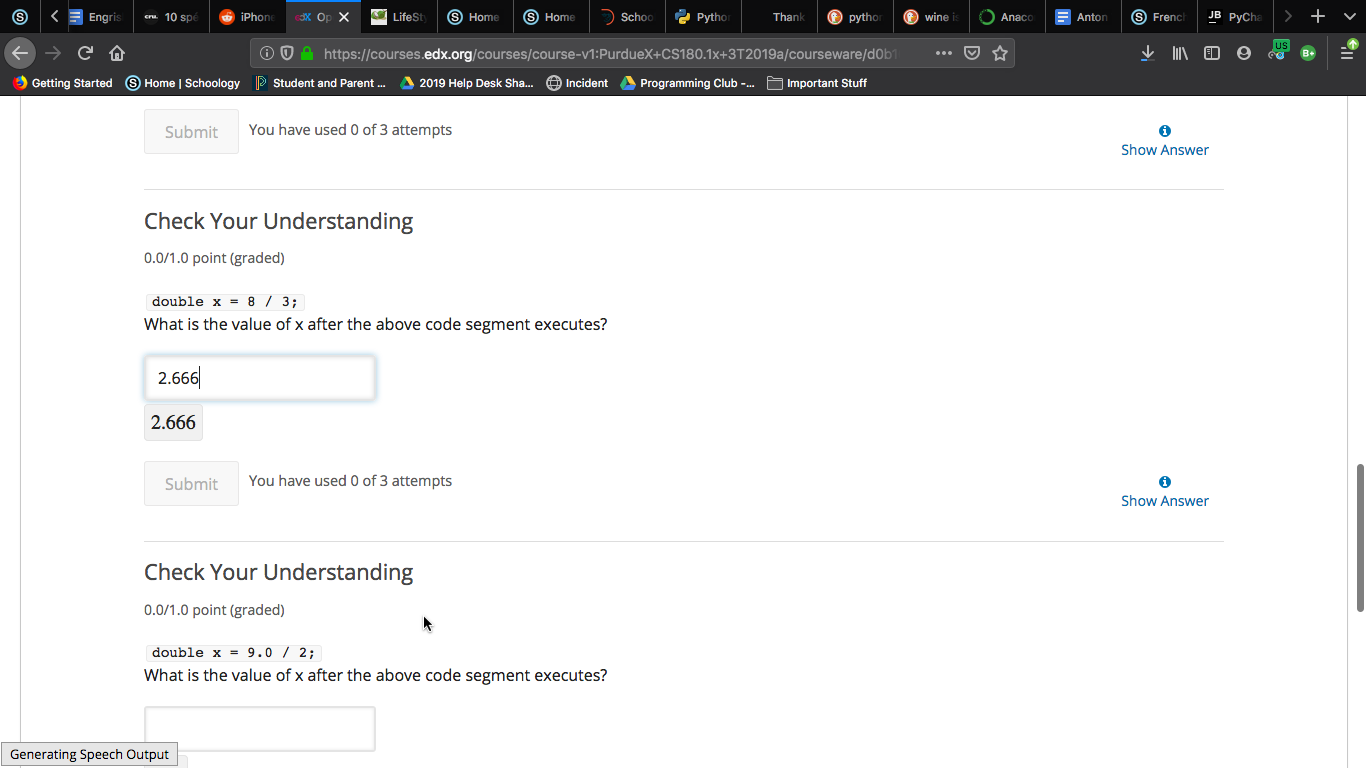 Engris
CFU. 10 spé
iPhone
edX Op
LifeSty
Home
Home
Schoo
Pythor
Thank
pythor
wine is
Anaco
Anton
French
PyCha
https://courses.edx.org/courses/course-v1:PurdueX+CS180.1x+3T2019a/courseware/d0b1
US
B+
Getting Started
Home | Schoology
Student and Parent ...
2019 Help Desk Sha...
Incident
Programming Club -...
Important Stuff
Submit
You have used 0 of 3 attempts
Show Answer
Check Your Understanding
0.0/1.0 point (graded)
double x = 8 / 3;
What is the value of x after the above code segment executes?
2.666
2.666
Submit
You have used 0 of 3 attempts
Show Answer
Check Your Understanding
0.0/1.0 point (graded)
double x = 9.0 / 2;
What is the value of x after the above code segment executes?
Generating Speech Output